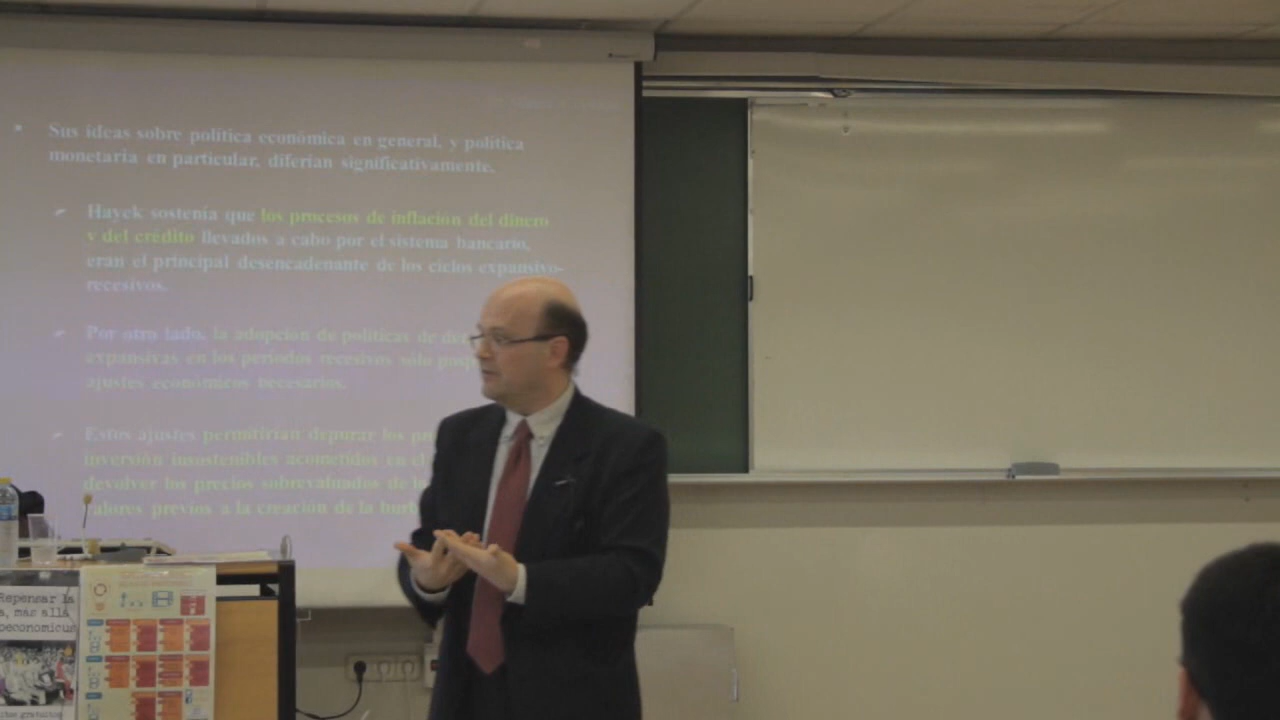 Sus ideas sobre política económica en general, y política
monetaria en particular, diferían significativamente.
Hayek sostenía que los procesos de inflación del dinero
y del crédito llevados a cabo por el sistema bancario,
eran el principal desencadenante de los ciclos expansivo-
recesivos.
Por otro lado, la adopción de políticas de
expansivas en los períodos recesivos sólo
ajustes económicos necesarios.
Estos ajustes permitirían depurar los
inversión insostenibles acometidos en el
devolver los precios sobrevaluados de
valores previos a la creación de la
Repensar la
a, mas allá